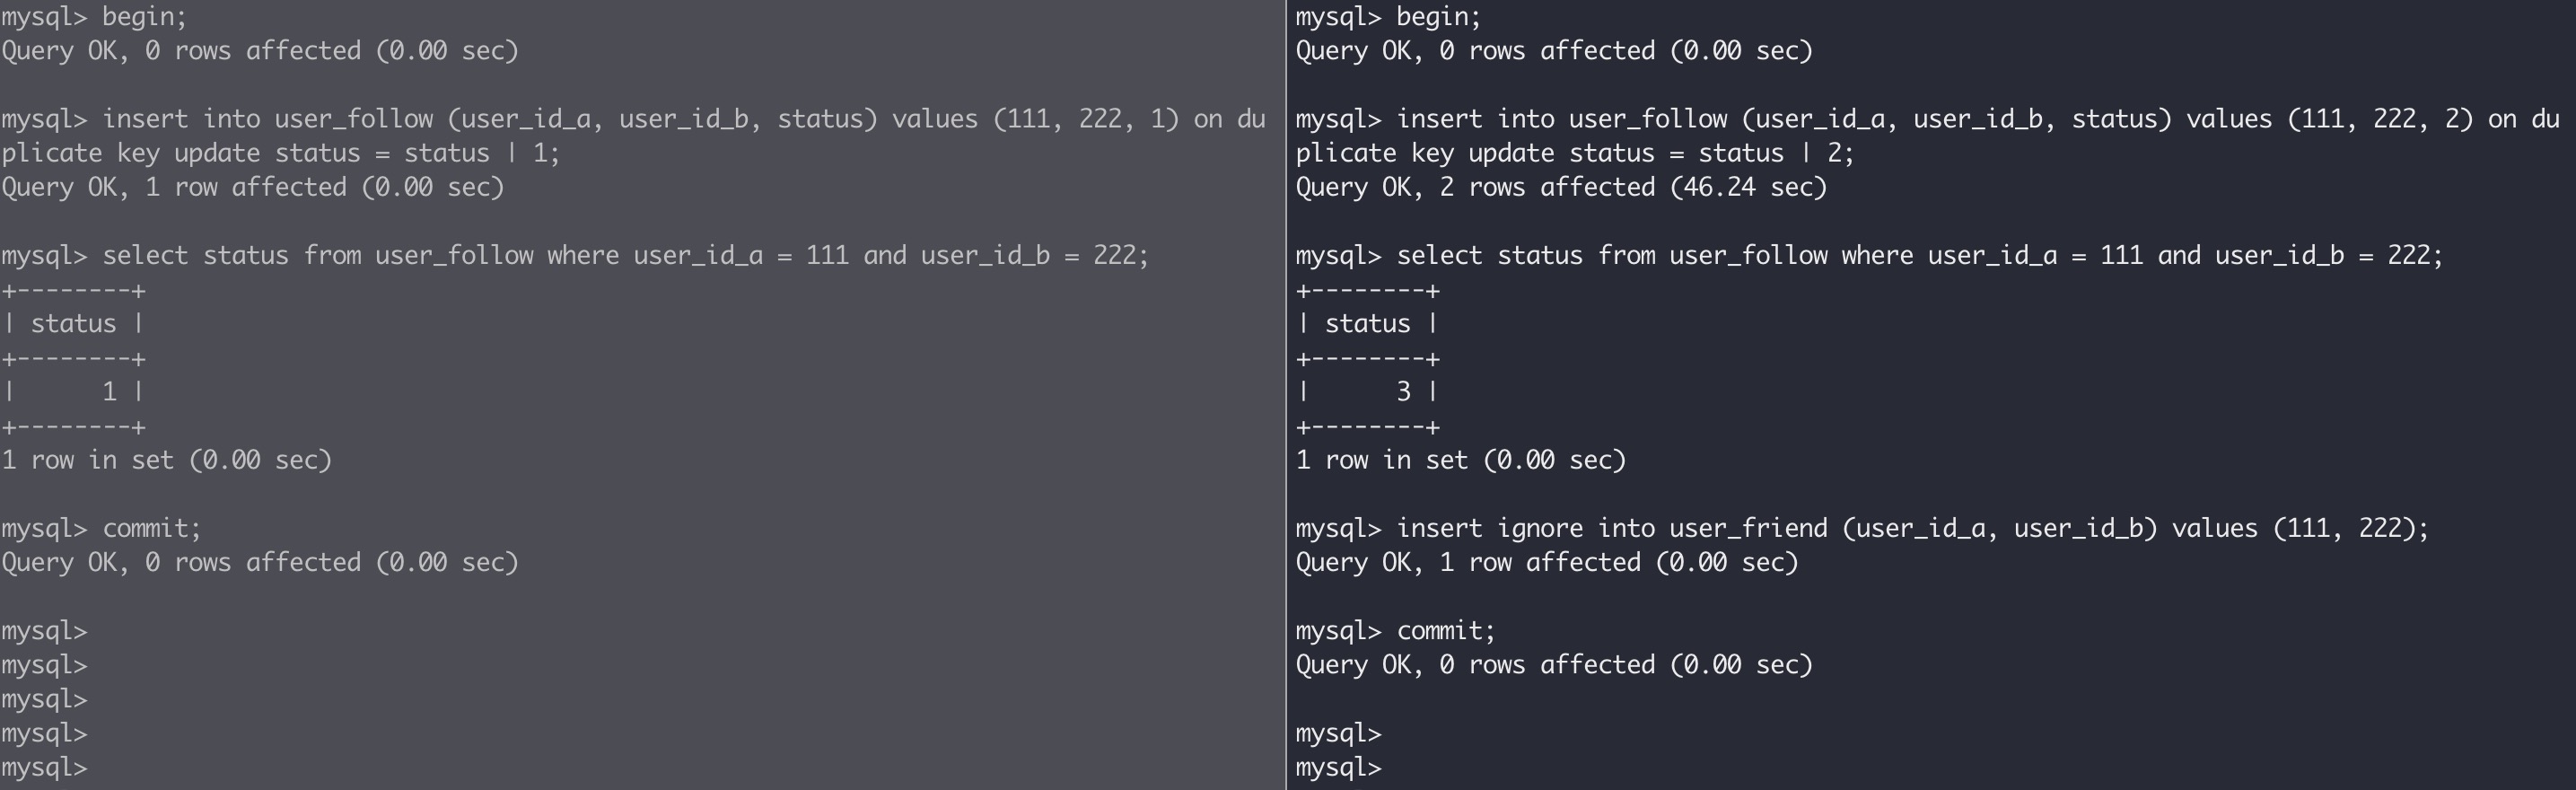 mysql> begin;
Query OK, 0 rows affected (0.00 sec)
mysql> insert into user_follow (user_id_a, user_id_b, status) values (111, 222, 1) on du
plicate key update status = status | 1;
Query OK, 1 row affected (0.00 sec)
mysql> select status from user_follow where user_id_a = 111 and user_id_b = 222;
+--------+
| status |
+--------+
|      1 |
+--------+
1 row in set (0.00 sec)
mysql> commit;
Query OK, 0 rows affected (0.00 sec)
mysql>
mysql>
mysql>
mysql>
mysql>
mysql> begin;
Query OK, 0 rows affected (0.00 sec)
mysql> insert into user_follow (user_id_a, user_id_b, status) values (111, 222, 2) on du
plicate key update status = status | 2;
Query OK, 2 rows affected (46.24 sec)
mysql> select status from user_follow where user_id_a = 111 and user_id_b = 222;
+--------+
| status |
+--------+
|      3 |
+--------+
1 row in set (0.00 sec)
mysql> insert ignore into user_friend (user_id_a, user_id_b) values (111, 222);
Query OK, 1 row affected (0.00 sec)
mysql> commit;
Query OK, 0 rows affected (0.00 sec)
mysql>
mysql>